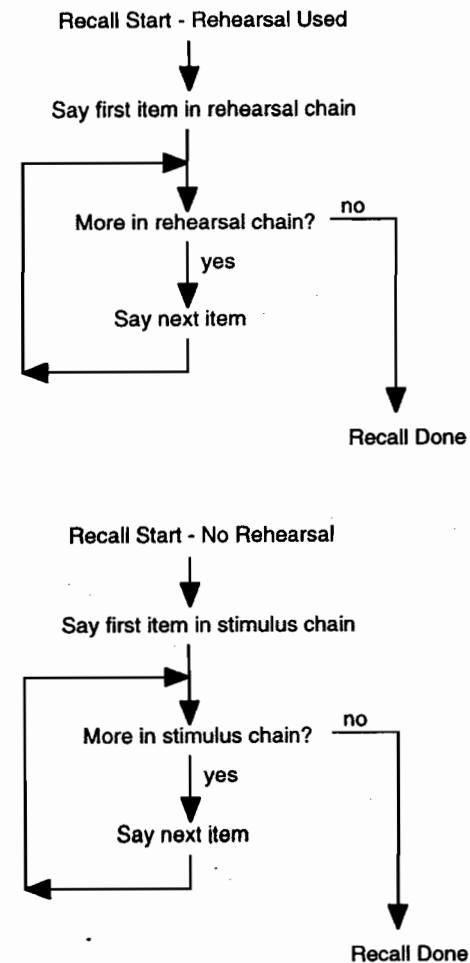 Recall Start - Rehearsal Used
Say first item in rehearsal chain
More in rehearsal chain?
no
yes
Say next item
Recall Done
Recall Start - No Rehearsal
Say first item in stimulus chain
More in stimulus chain?
no
yes
Say next item
Recall Done